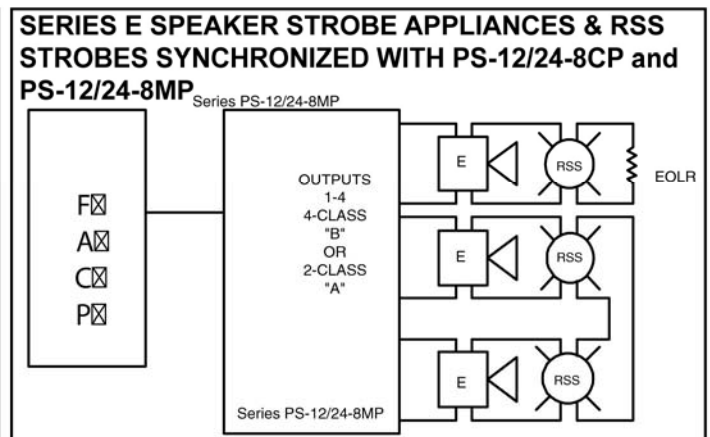 SERIES E SPEAKER STROBE APPLIANCES & RSS
STROBES SYNCHRONIZED WITH PS-12/24-8CP and
PS-12/24-8MP
Series PS-12/24-8MP
F☒
A☒
C☒
P☒
OUTPUTS
1-4
4-CLASS
"B"
OR
2-CLASS
"A"
Series PS-12/24-8MP
E
RSS
EOLR
E
RSS
E
RSS